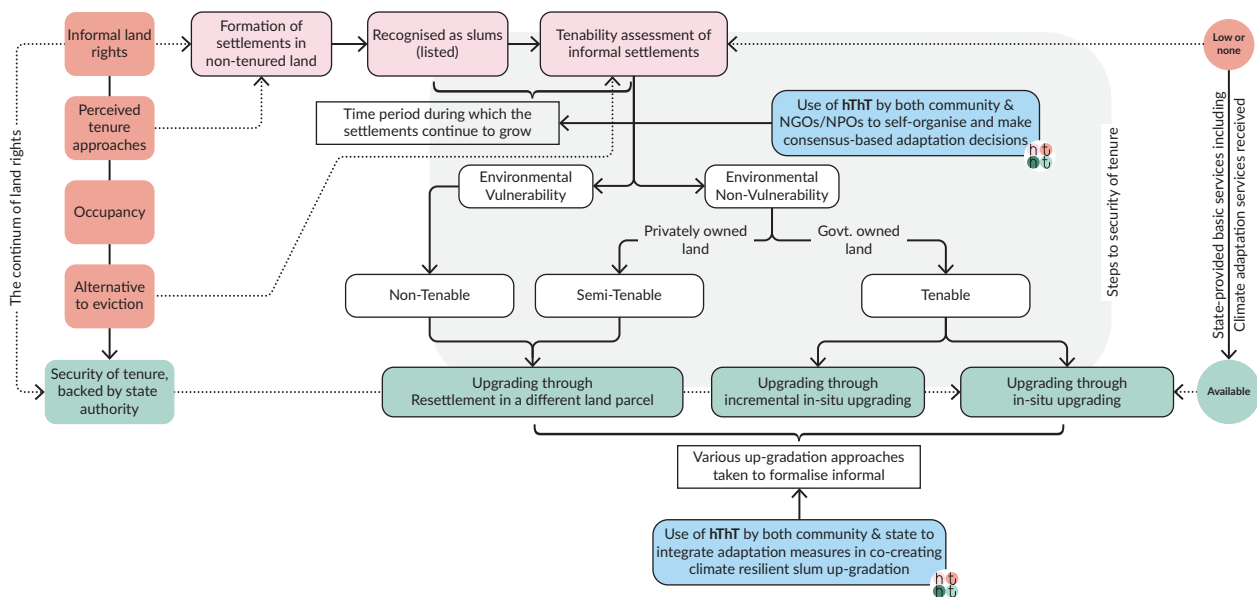 Informal land
rights
Formation of
settlements in
non-tenured land
Recognised as slums
(listed)
Tenability assessment of
informal settlements
Low or
none
Perceived
tenure
approaches
Time period during which the
settlements continue to grow
Use of hThT by both community &
NGOs/NPOs to self-organise and make
consensus-based adaptation decisions
h t
h t
The continum of land rights
Occupancy
Environmental
Vulnerability
Environmental
Non-Vulnerability
Steps to security of tenure
State-provided basic services including
Climate adaptation services received
Privately owned
land
Govt. owned
land
Alternative
to eviction
Non-Tenable
Semi-Tenable
Tenable
Security of tenure,
backed by state
authority
Upgrading through
Resettlement in a different land parcel
Upgrading through
incremental in-situ upgrading
Upgrading through
in-situ upgrading
Available
Various up-gradation approaches
taken to formalise informal
Use of hThT by both community & state to
integrate adaptation measures in co-creating
climate resilient slum up-gradation
h t
h t